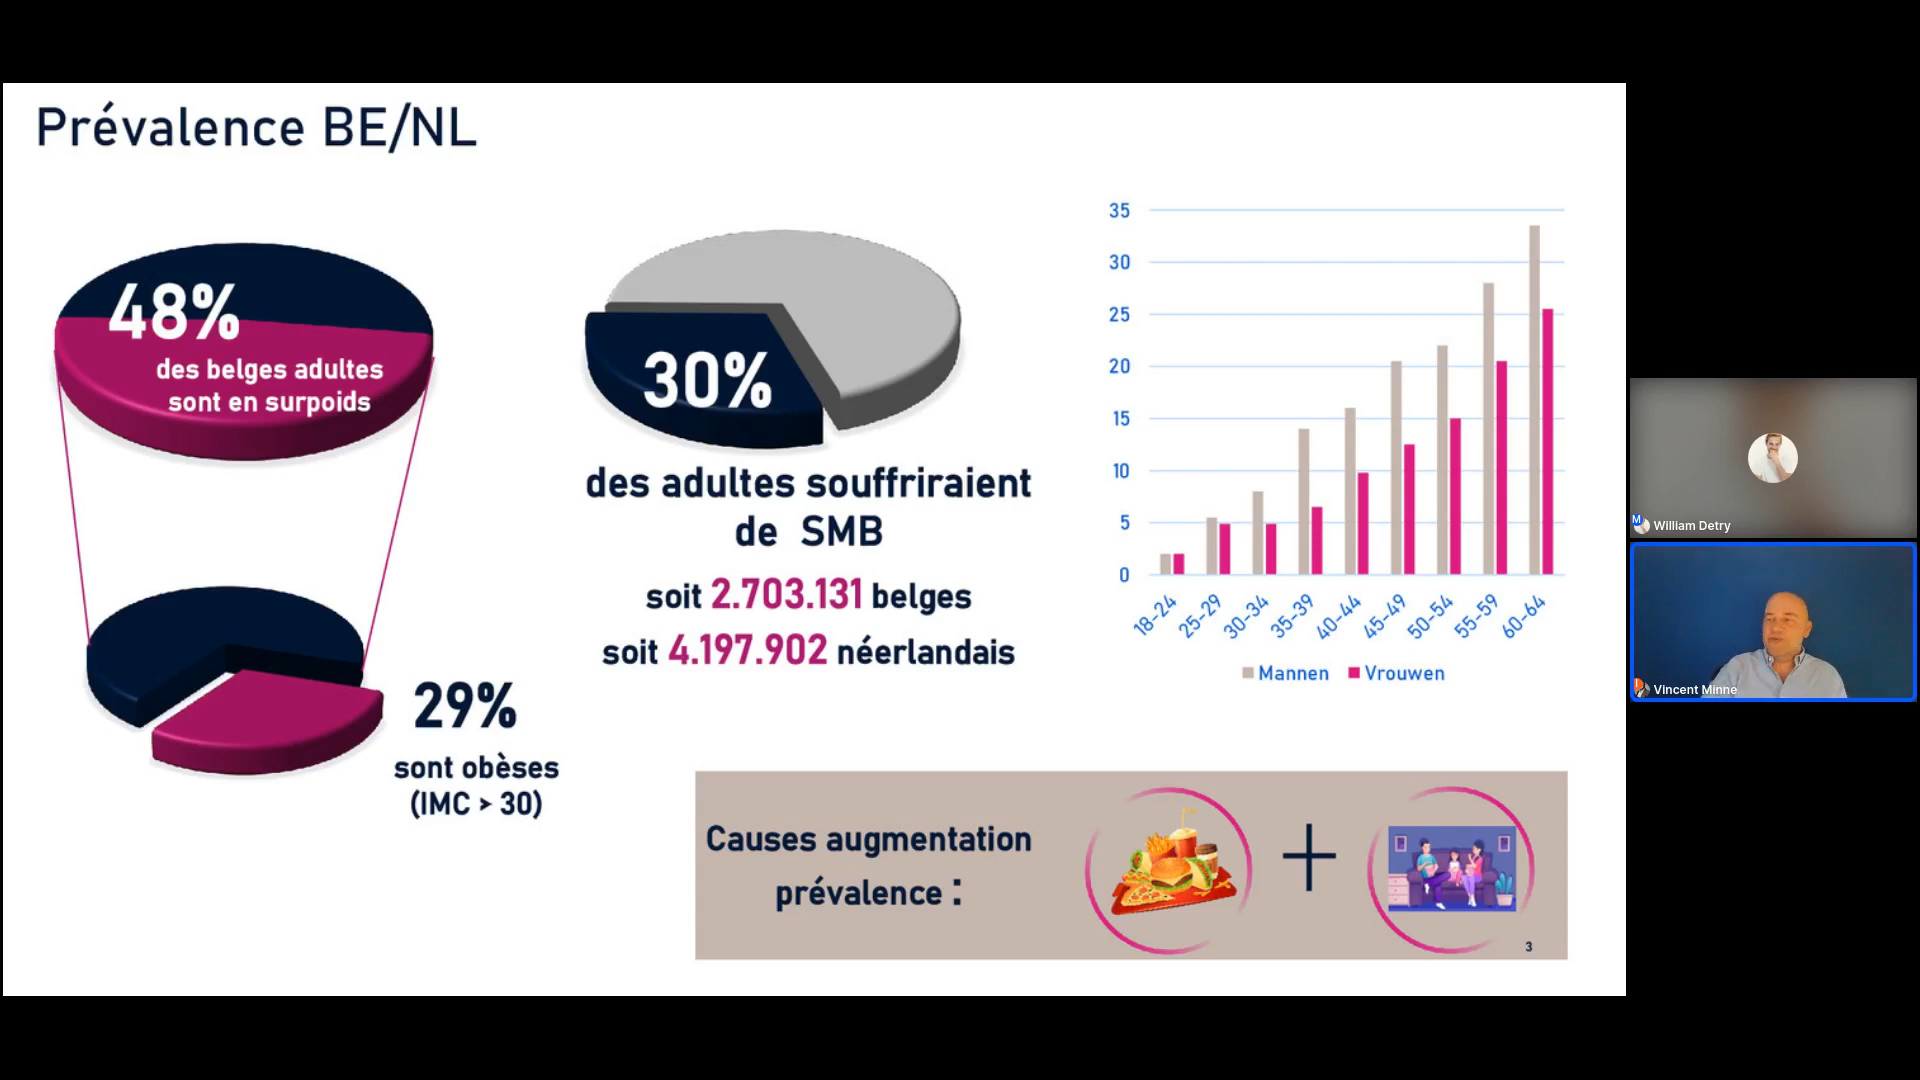 Prévalence BE/NL
48%
des belges adultes
sont en surpoids
29%
sont obèses
(IMC > 30)
30%
des adultes souffriraient
de SMB
soit 2.703.131 belges
soit 4.197.902 néerlandais
35
30
25
20
15
10
5
0
18-24
25-29
30-34
35-39
40-44
45-49
50-54
55-59
60-64
Mannen
Vrouwen
Causes augmentation
prévalence :
+
3
M
William Detry
Vincent Minne